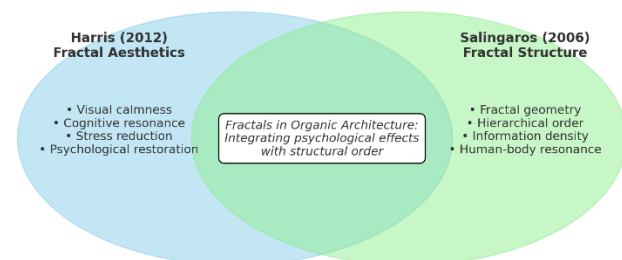 Harris (2012)
Fractal Aesthetics
• Visual calmness
• Cognitive resonance
• Stress reduction
• Psychological restoration
Fractals in Organic Architecture:
Integrating psychological effects
with structural order
Salingaros (2006)
Fractal Structure
• Fractal geometry
• Hierarchical order
• Information density
• Human-body resonance